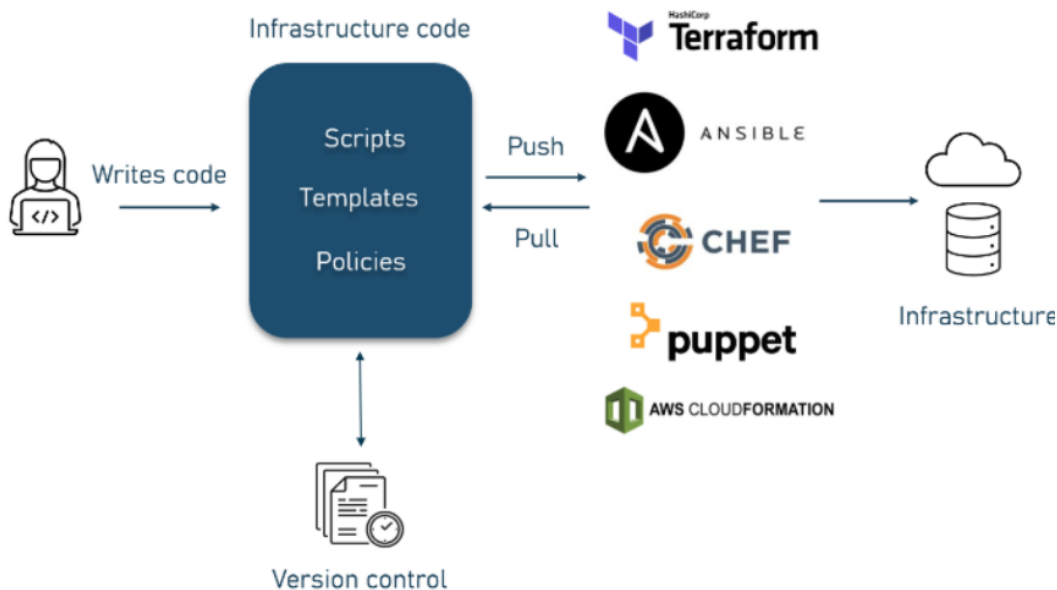 Infrastructure code
Scripts
Templates
Policies
Writes code
</>
Push
Pull
HashiCorp
Terraform
ANSIBLE
CHEF
puppet
AWS CLOUDFORMATION
Infrastructure
Version control